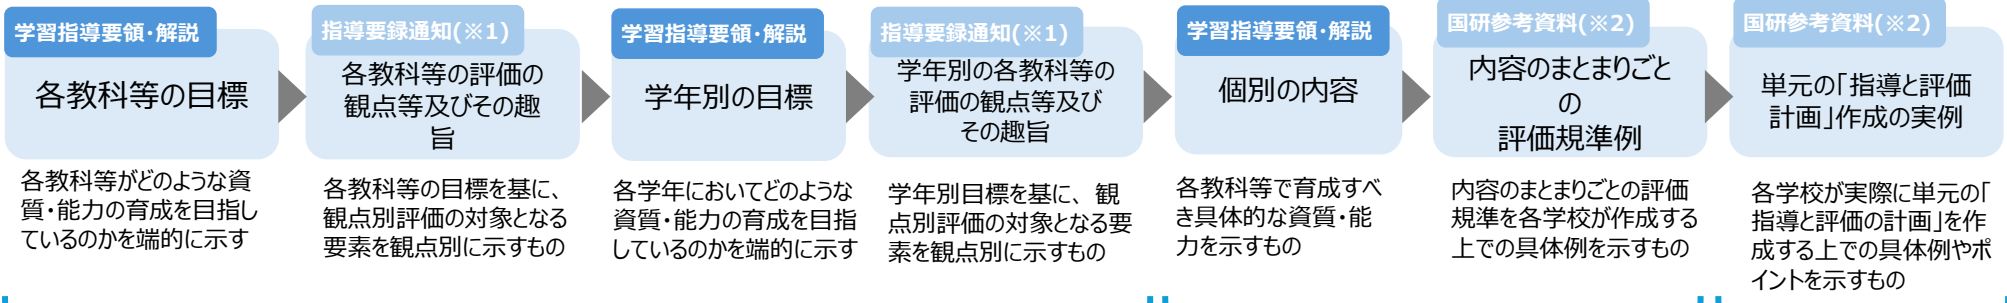 学習指導要領・解説
各教科等の目標
各教科等がどのような資
質・能力の育成を目指し
ているのかを端的に示す
指導要録通知(※1)
各教科等の評価の
観点等及びその趣
旨
各教科等の目標を基に、
観点別評価の対象となる
要素を観点別に示すもの
学習指導要領・解説
学年別の目標
各学年においてどのような
資質・能力の育成を目指
しているのかを端的に示す
指導要録通知(※1)
学年別の各教科等の
評価の観点等及び
その趣旨
学年別目標を基に、観
点別評価の対象となる要
素を観点別に示すもの
学習指導要領・解説
個別の内容
各教科等で育成すべ
き具体的な資質・能
力を示すもの
国研参考資料(※2)
内容のまとまりごと
の
評価規準例
内容のまとまりごとの評価
規準を各学校が作成する
上での具体例を示すもの
国研参考資料(※2)
単元の「指導と評価
計画」作成の実例
各学校が実際に単元の「
指導と評価の計画」を作
成する上での具体例やポ
イントを示すもの